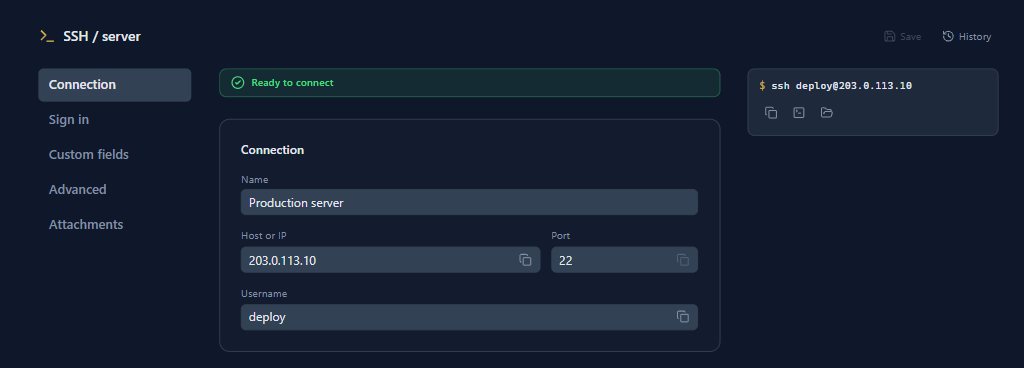 SSH / server
Save
History
Connection
Sign in
Custom fields
Advanced
Attachments
Ready to connect
Connection
Name
Production server
Host or IP
Port
203.0.113.10
22
Username
deploy
$ ssh deploy@203.0.113.10